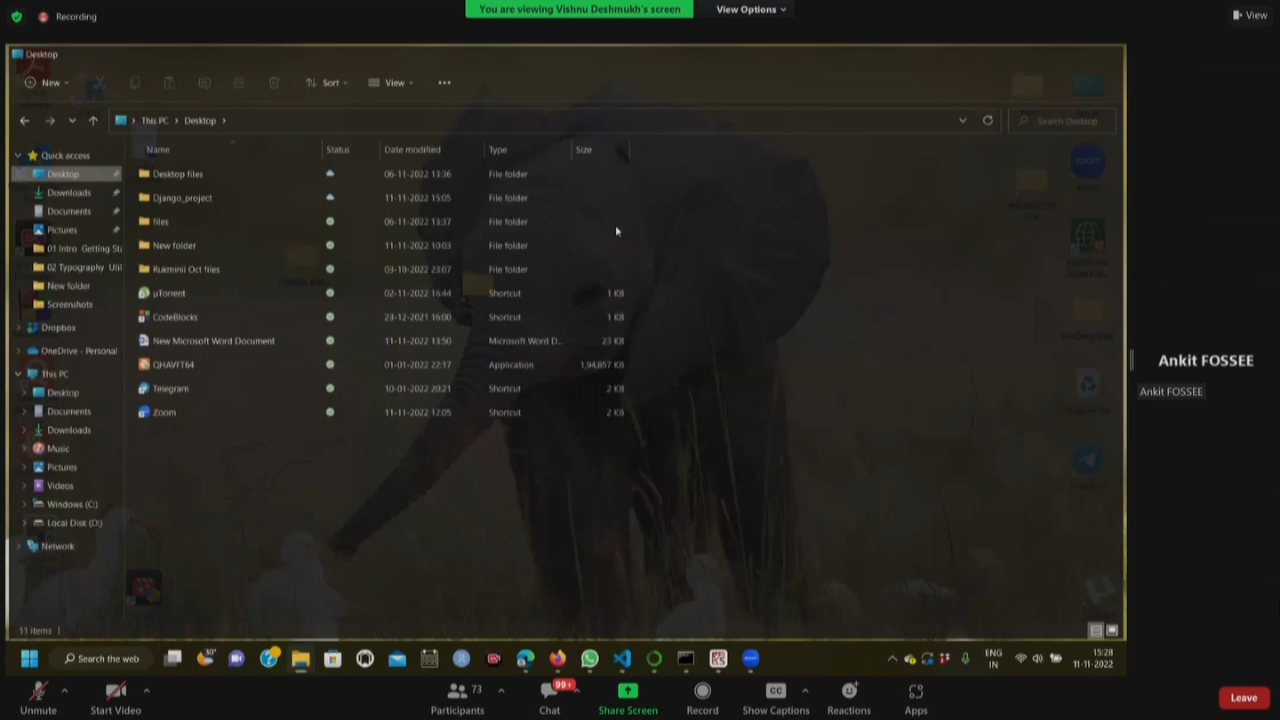 Recording
You are viewing Vishnu Deshmukh's screen
View Options
View
Desktop
New
Sort
View
This PC > Desktop >
Search Desktop
Name Status Date modified Type Size
Quick access
Desktop
Downloads
Documents
Pictures
01 Intro Getting Sta
02 Typography Util
New folder
Screenshots
Dropbox
OneDrive - Personal
This PC
Desktop
Documents
Downloads
Music
Pictures
Videos
Windows (C:)
Local Disk (D:)
Network
Desktop files 06-11-2022 13:36 File folder
Django_project 11-11-2022 15:05 File folder
files 06-11-2022 13:37 File folder
New folder 11-11-2022 10:03 File folder
Rukminii Oct files 03-10-2022 23:07 File folder
µTorrent 02-11-2022 16:44 Shortcut 1 KB
CodeBlocks 23-12-2021 16:00 Shortcut 1 KB
New Microsoft Word Document 11-11-2022 13:50 Microsoft Word D... 23 KB
QHAVFT64 01-01-2022 22:17 Application 1,94,857 KB
Telegram 10-01-2022 20:21 Shortcut 2 KB
Zoom 11-11-2022 12:05 Shortcut 2 KB
zoom
Ankit FOSSEE
Ankit FOSSEE
11 items
Search the web
30°
ENG
IN
15:28
11-11-2022
Unmute
Start Video
Participants
73
Chat
99+
Share Screen
Record
CC
Show Captions
Reactions
Apps
Leave